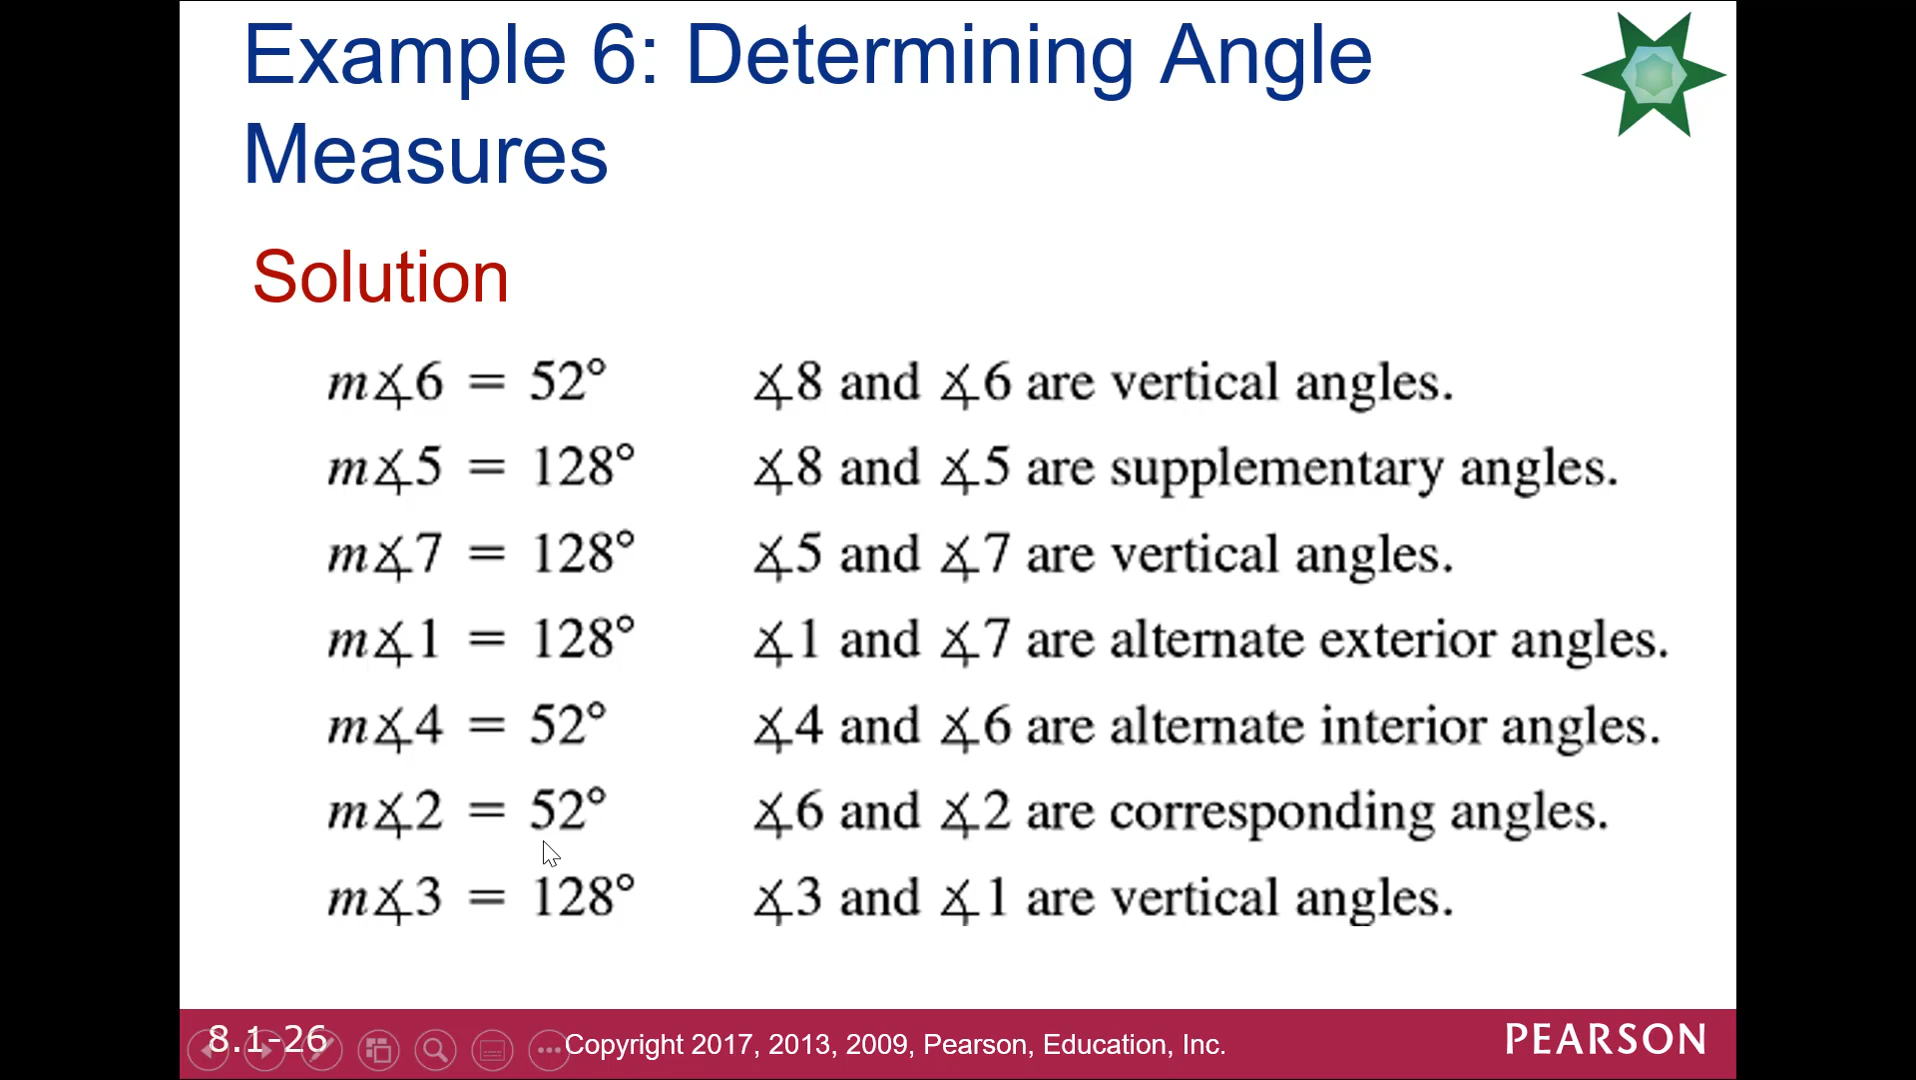 Example 6: Determining Angle
Measures
Solution
m∡6 = 52° ∡8 and ∡6 are vertical angles.
m∡5 = 128° ∡8 and ∡5 are supplementary angles.
m∡7 = 128° ∡5 and ∡7 are vertical angles.
m∡1 = 128° ∡1 and ∡7 are alternate exterior angles.
m∡4 = 52° ∡4 and ∡6 are alternate interior angles.
m∡2 = 52° ∡6 and ∡2 are corresponding angles.
m∡3 = 128° ∡3 and ∡1 are vertical angles.
8.1-26 Copyright 2017, 2013, 2009, Pearson, Education, Inc. PEARSON